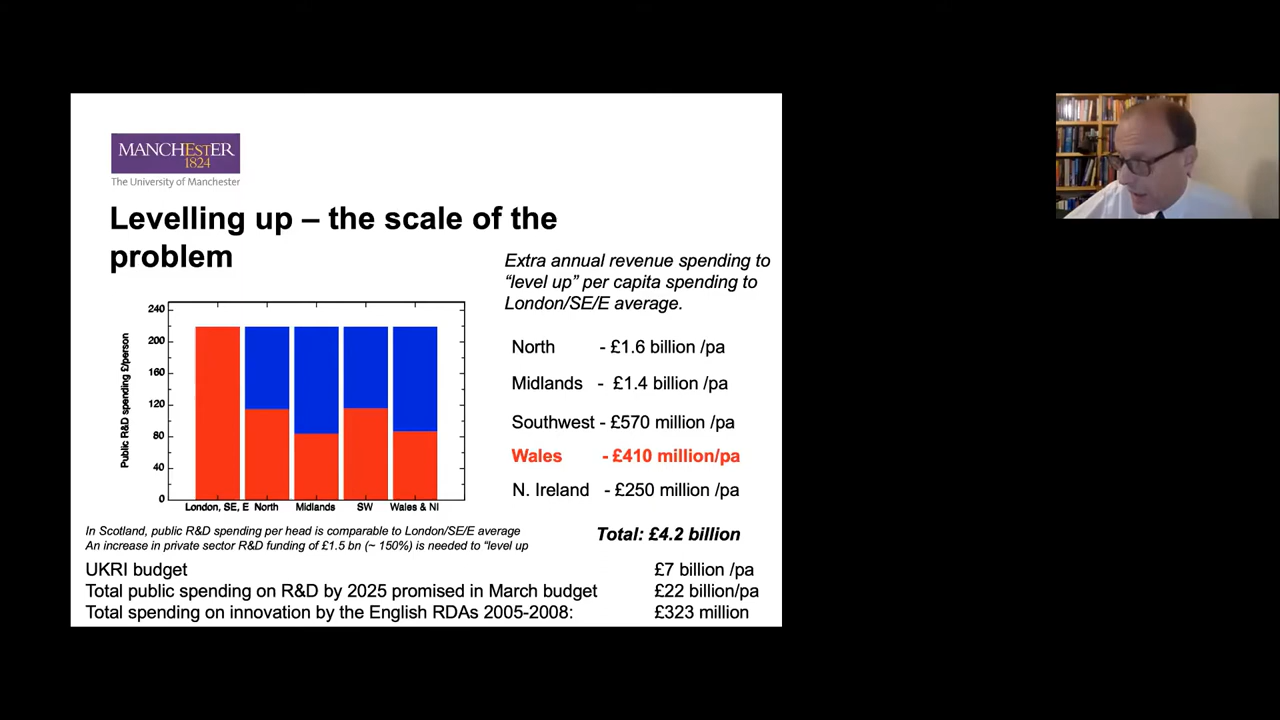 MANCHESTER
1824
The University of Manchester
Levelling up – the scale of the
problem
Extra annual revenue spending to
“level up” per capita spending to
London/SE/E average.
Public R&D spending £/person
240
200
160
120
80
40
0
London, SE, E North Midlands SW Wales & NI
North - £1.6 billion /pa
Midlands - £1.4 billion /pa
Southwest - £570 million /pa
Wales - £410 million/pa
N. Ireland - £250 million /pa
Total: £4.2 billion
In Scotland, public R&D spending per head is comparable to London/SE/E average
An increase in private sector R&D funding of £1.5 bn (~ 150%) is needed to “level up
UKRI budget £7 billion /pa
Total public spending on R&D by 2025 promised in March budget £22 billion/pa
Total spending on innovation by the English RDAs 2005-2008: £323 million